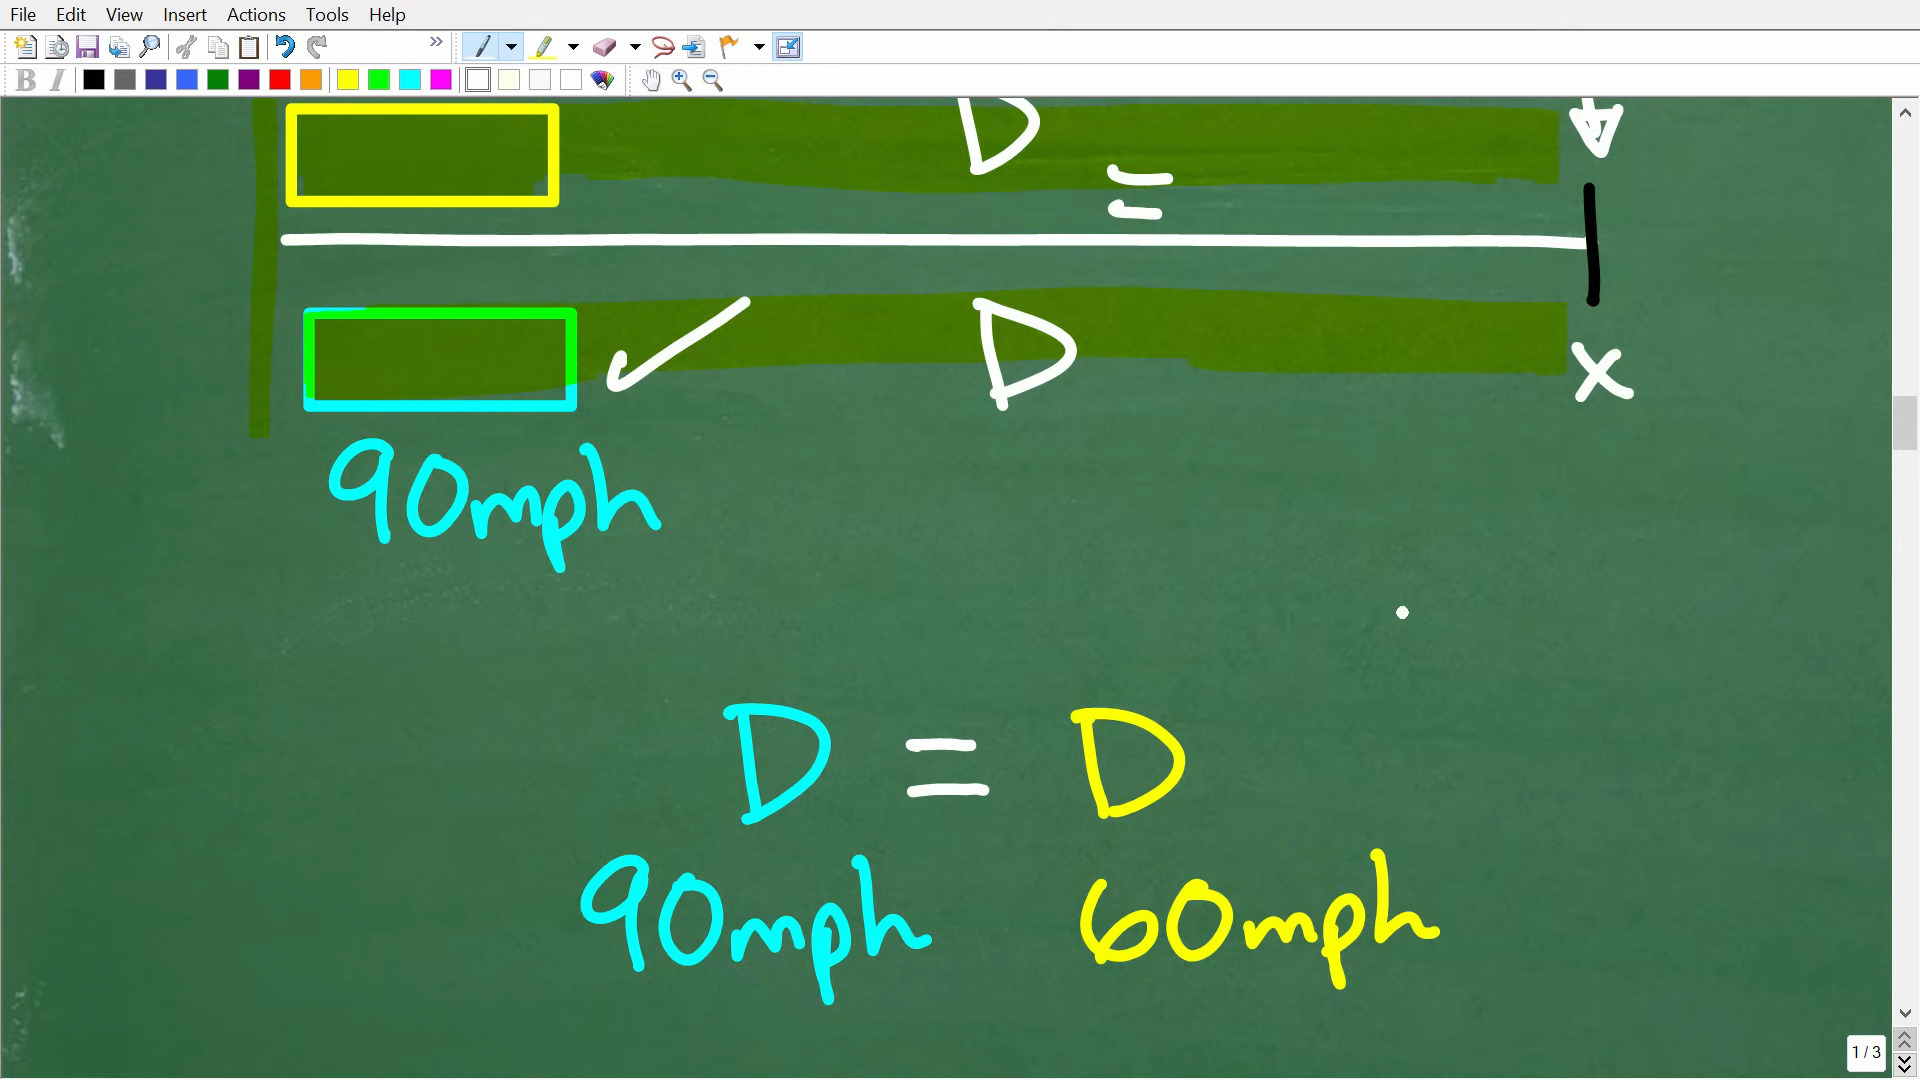 File Edit View Insert Actions Tools Help
B I
D
=
D x
90mph
D = D
90mph 60mph
1 / 3